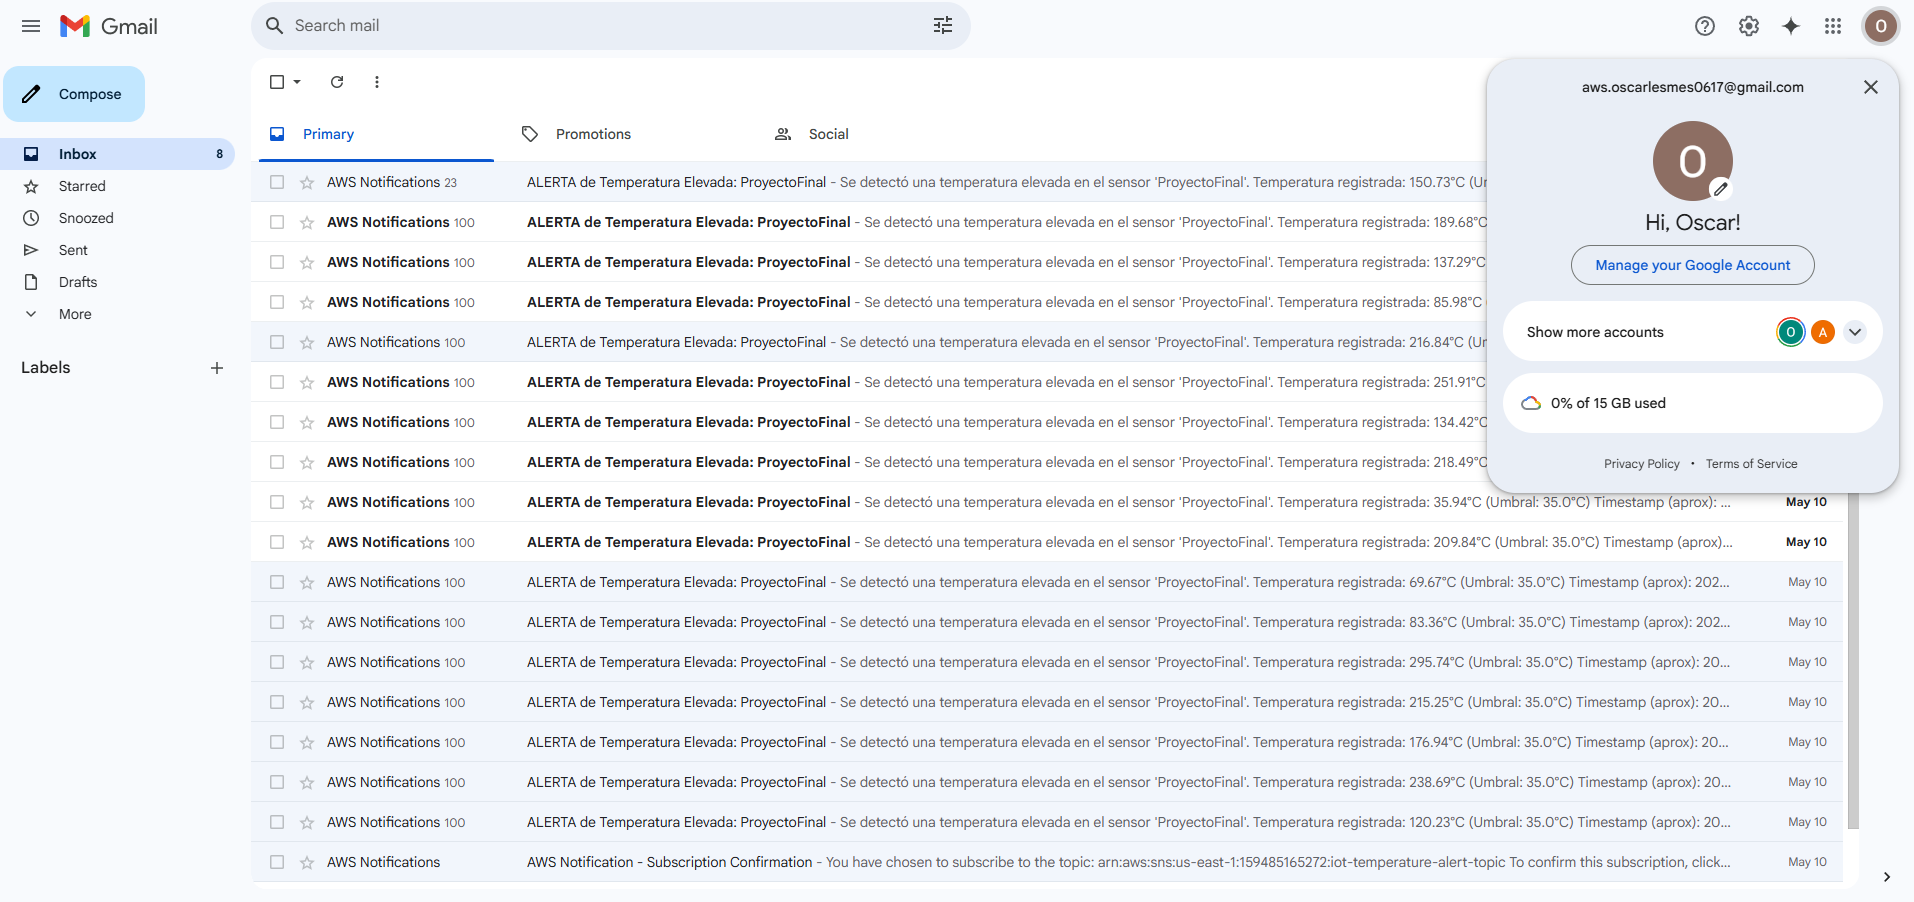 Gmail
Search mail
O
Compose
Inbox 8
Starred
Snoozed
Sent
Drafts
More
Labels
Primary
Promotions
Social
AWS Notifications 23 ALERTA de Temperatura Elevada: ProyectoFinal - Se detectó una temperatura elevada en el sensor 'ProyectoFinal'. Temperatura registrada: 150.73°C (Un
AWS Notifications 100 ALERTA de Temperatura Elevada: ProyectoFinal - Se detectó una temperatura elevada en el sensor 'ProyectoFinal'. Temperatura registrada: 189.68°C
AWS Notifications 100 ALERTA de Temperatura Elevada: ProyectoFinal - Se detectó una temperatura elevada en el sensor 'ProyectoFinal'. Temperatura registrada: 137.29°C
AWS Notifications 100 ALERTA de Temperatura Elevada: ProyectoFinal - Se detectó una temperatura elevada en el sensor 'ProyectoFinal'. Temperatura registrada: 85.98°C
AWS Notifications 100 ALERTA de Temperatura Elevada: ProyectoFinal - Se detectó una temperatura elevada en el sensor 'ProyectoFinal'. Temperatura registrada: 216.84°C (Un
AWS Notifications 100 ALERTA de Temperatura Elevada: ProyectoFinal - Se detectó una temperatura elevada en el sensor 'ProyectoFinal'. Temperatura registrada: 251.91°C
AWS Notifications 100 ALERTA de Temperatura Elevada: ProyectoFinal - Se detectó una temperatura elevada en el sensor 'ProyectoFinal'. Temperatura registrada: 134.42°C
AWS Notifications 100 ALERTA de Temperatura Elevada: ProyectoFinal - Se detectó una temperatura elevada en el sensor 'ProyectoFinal'. Temperatura registrada: 218.49°C
AWS Notifications 100 ALERTA de Temperatura Elevada: ProyectoFinal - Se detectó una temperatura elevada en el sensor 'ProyectoFinal'. Temperatura registrada: 35.94°C (Umbral: 35.0°C) Timestamp (aprox): ... May 10
AWS Notifications 100 ALERTA de Temperatura Elevada: ProyectoFinal - Se detectó una temperatura elevada en el sensor 'ProyectoFinal'. Temperatura registrada: 209.84°C (Umbral: 35.0°C) Timestamp (aprox)... May 10
AWS Notifications 100 ALERTA de Temperatura Elevada: ProyectoFinal - Se detectó una temperatura elevada en el sensor 'ProyectoFinal'. Temperatura registrada: 69.67°C (Umbral: 35.0°C) Timestamp (aprox): 202... May 10
AWS Notifications 100 ALERTA de Temperatura Elevada: ProyectoFinal - Se detectó una temperatura elevada en el sensor 'ProyectoFinal'. Temperatura registrada: 83.36°C (Umbral: 35.0°C) Timestamp (aprox): 202... May 10
AWS Notifications 100 ALERTA de Temperatura Elevada: ProyectoFinal - Se detectó una temperatura elevada en el sensor 'ProyectoFinal'. Temperatura registrada: 295.74°C (Umbral: 35.0°C) Timestamp (aprox): 20... May 10
AWS Notifications 100 ALERTA de Temperatura Elevada: ProyectoFinal - Se detectó una temperatura elevada en el sensor 'ProyectoFinal'. Temperatura registrada: 215.25°C (Umbral: 35.0°C) Timestamp (aprox): 20... May 10
AWS Notifications 100 ALERTA de Temperatura Elevada: ProyectoFinal - Se detectó una temperatura elevada en el sensor 'ProyectoFinal'. Temperatura registrada: 176.94°C (Umbral: 35.0°C) Timestamp (aprox): 20... May 10
AWS Notifications 100 ALERTA de Temperatura Elevada: ProyectoFinal - Se detectó una temperatura elevada en el sensor 'ProyectoFinal'. Temperatura registrada: 238.69°C (Umbral: 35.0°C) Timestamp (aprox): 20... May 10
AWS Notifications 100 ALERTA de Temperatura Elevada: ProyectoFinal - Se detectó una temperatura elevada en el sensor 'ProyectoFinal'. Temperatura registrada: 120.23°C (Umbral: 35.0°C) Timestamp (aprox): 20... May 10
AWS Notifications AWS Notification - Subscription Confirmation - You have chosen to subscribe to the topic: arn:aws:sns:us-east-1:159485165272:iot-temperature-alert-topic To confirm this subscription, click... May 10
aws.oscarlesmes0617@gmail.com
O
Hi, Oscar!
Manage your Google Account
Show more accounts O A
0% of 15 GB used
Privacy Policy • Terms of Service